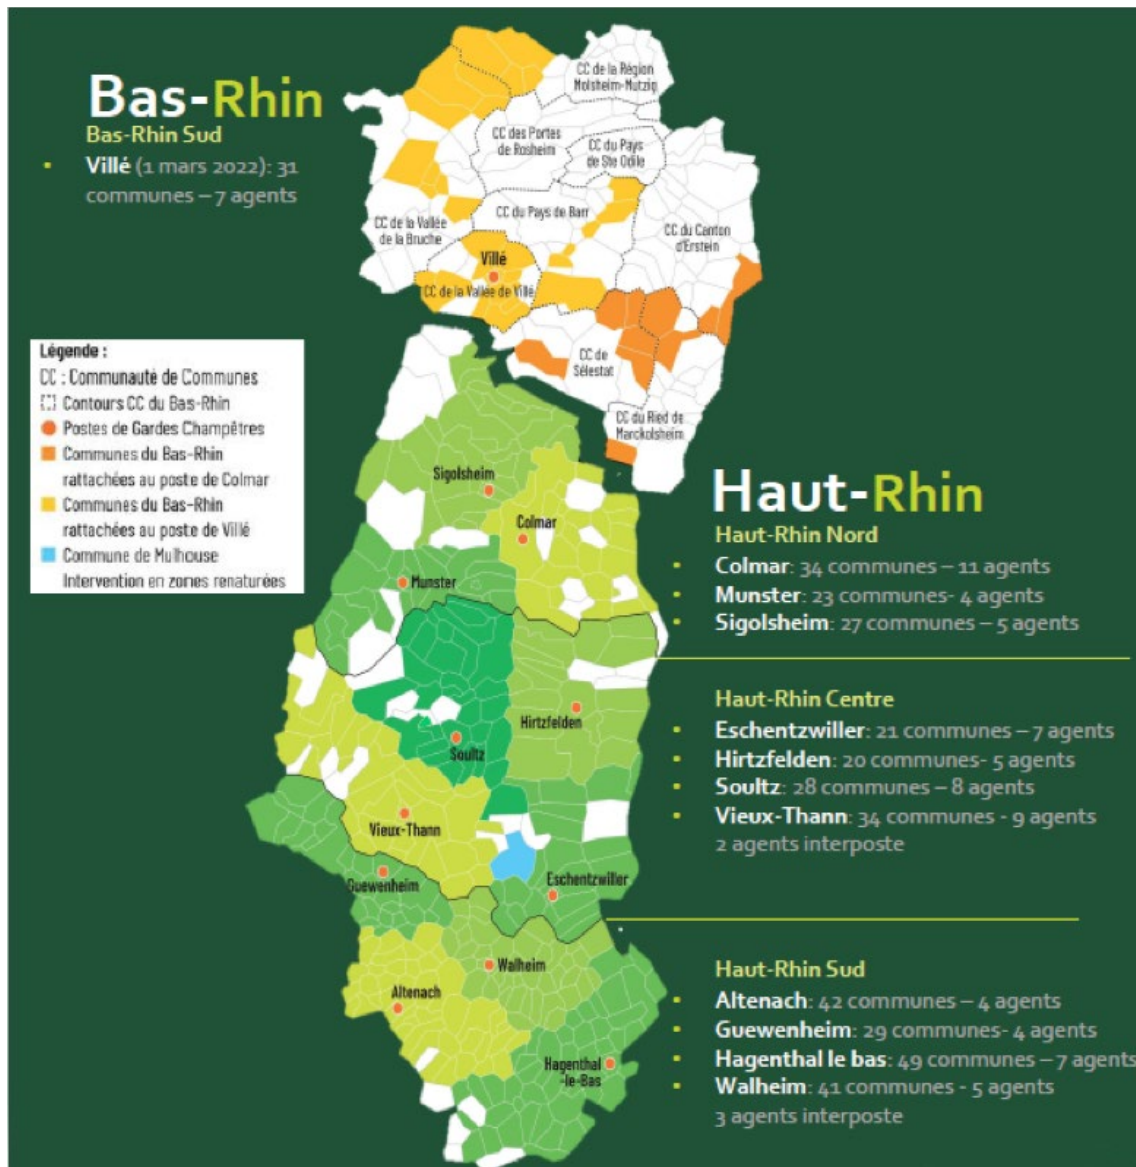 Bas-Rhin
Bas-Rhin Sud
• Villé (1 mars 2022): 31
communes – 7 agents
CC de la Région
Molsheim-Mutzig
CC des Portes
de Rosheim
CC du Pays
de Ste Odile
CC du Pays de Barr
CC de la Vallée
de la Bruche
CC du Canton
d'Erstein
Villé
CC de la Vallée de Villé
CC de
Sélestat
CC du Ried de
Marckolsheim
Légende :
CC : Communauté de Communes
Contours CC du Bas-Rhin
Postes de Gardes Champêtres
Communes du Bas-Rhin
rattachées au poste de Colmar
Communes du Bas-Rhin
rattachées au poste de Villé
Commune de Mulhouse
Intervention en zones renaturées
Sigolsheim
Colmar
Munster
Hirtzfelden
Soultz
Vieux-Thann
Guewenheim
Eschentzwiller
Walheim
Altenach
Hagenthal
-le-Bas
Haut-Rhin
Haut-Rhin Nord
• Colmar: 34 communes – 11 agents
• Munster: 23 communes- 4 agents
• Sigolsheim: 27 communes – 5 agents
Haut-Rhin Centre
• Eschentzwiller: 21 communes – 7 agents
• Hirtzfelden: 20 communes- 5 agents
• Soultz: 28 communes – 8 agents
• Vieux-Thann: 34 communes - 9 agents
2 agents interposte
Haut-Rhin Sud
• Altenach: 42 communes – 4 agents
• Guewenheim: 29 communes- 4 agents
• Hagenthal le bas: 49 communes – 7 agents
• Walheim: 41 communes - 5 agents
3 agents interposte